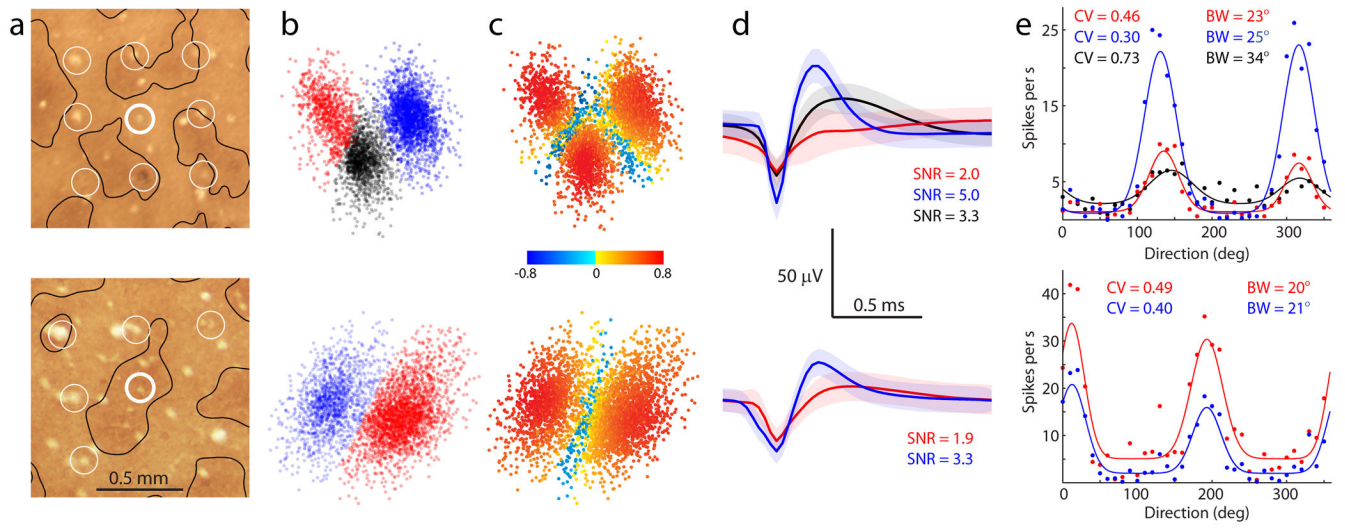 a
b
c
d
e
0.5 mm
-0.8 0 0.8
SNR = 2.0
SNR = 5.0
SNR = 3.3
50 μV
0.5 ms
SNR = 1.9
SNR = 3.3
CV = 0.46 BW = 23°
CV = 0.30 BW = 25°
CV = 0.73 BW = 34°
25
15
5
Spikes per s
0 100 200 300
Direction (deg)
CV = 0.49 BW = 20°
CV = 0.40 BW = 21°
40
30
20
10
Spikes per s
0 100 200 300
Direction (deg)